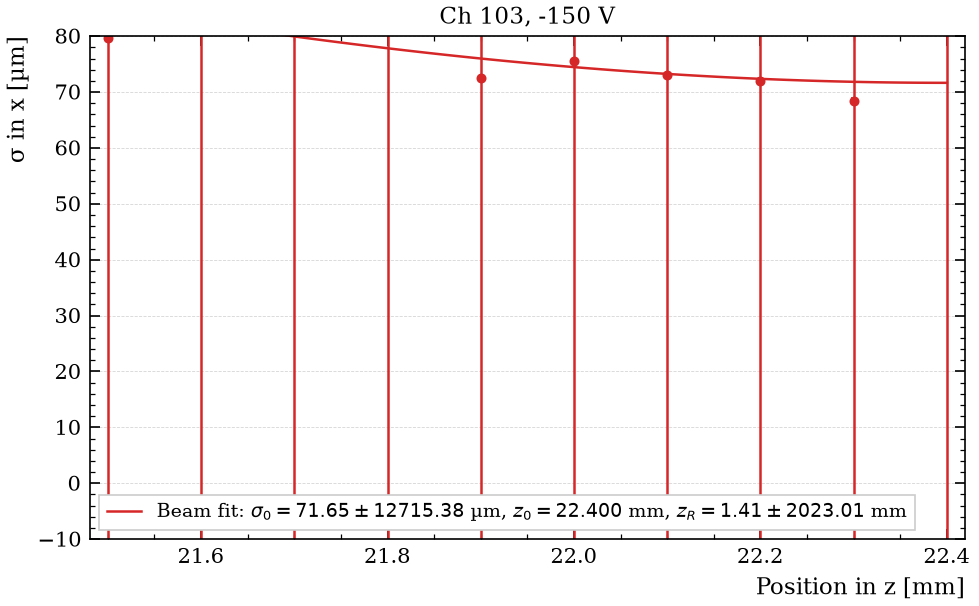 Ch 103, -150 V
σ in x [µm]
80
70
60
50
40
30
20
10
0
−10
Beam fit: σ₀ = 71.65 ± 12715.38 µm, z₀ = 22.400 mm, z_R = 1.41 ± 2023.01 mm
21.6 21.8 22.0 22.2 22.4
Position in z [mm]